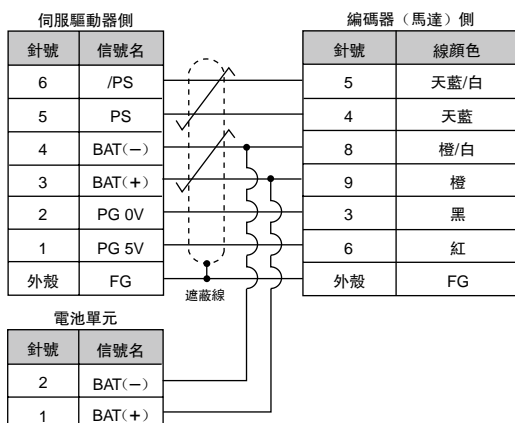 伺服驅動器側
針號 信號名
6 /PS
5 PS
4 BAT(−)
3 BAT(+)
2 PG 0V
1 PG 5V
外殼 FG
遮蔽線
編碼器（馬達）側
針號 線顏色
5 天藍/白
4 天藍
8 橙/白
9 橙
3 黑
6 紅
外殼 FG
電池單元
針號 信號名
2 BAT(−)
1 BAT(+)